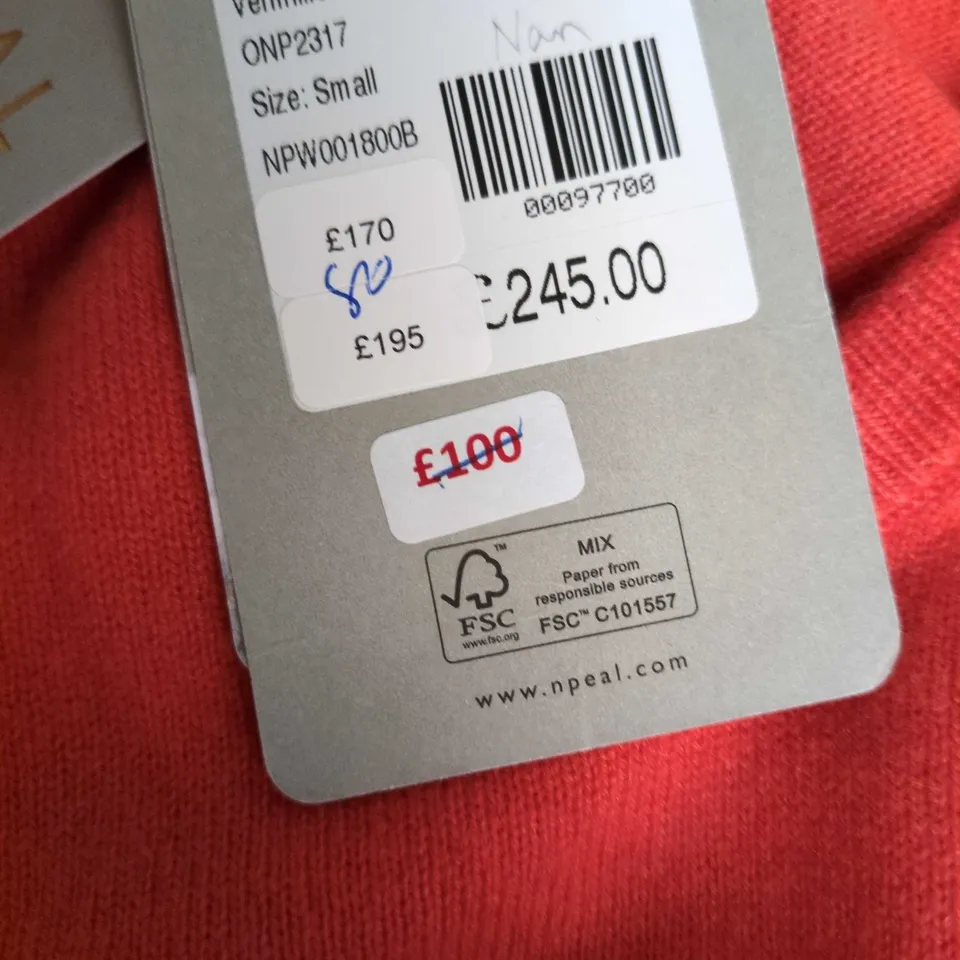 Nan
ONP2317
Size: Small
NPW001800B
00097700
£170
80
£195
£245.00
£100
MIX
Paper from
responsible sources
FSC™ C101557
™
FSC
www.fsc.org
www.npeal.com